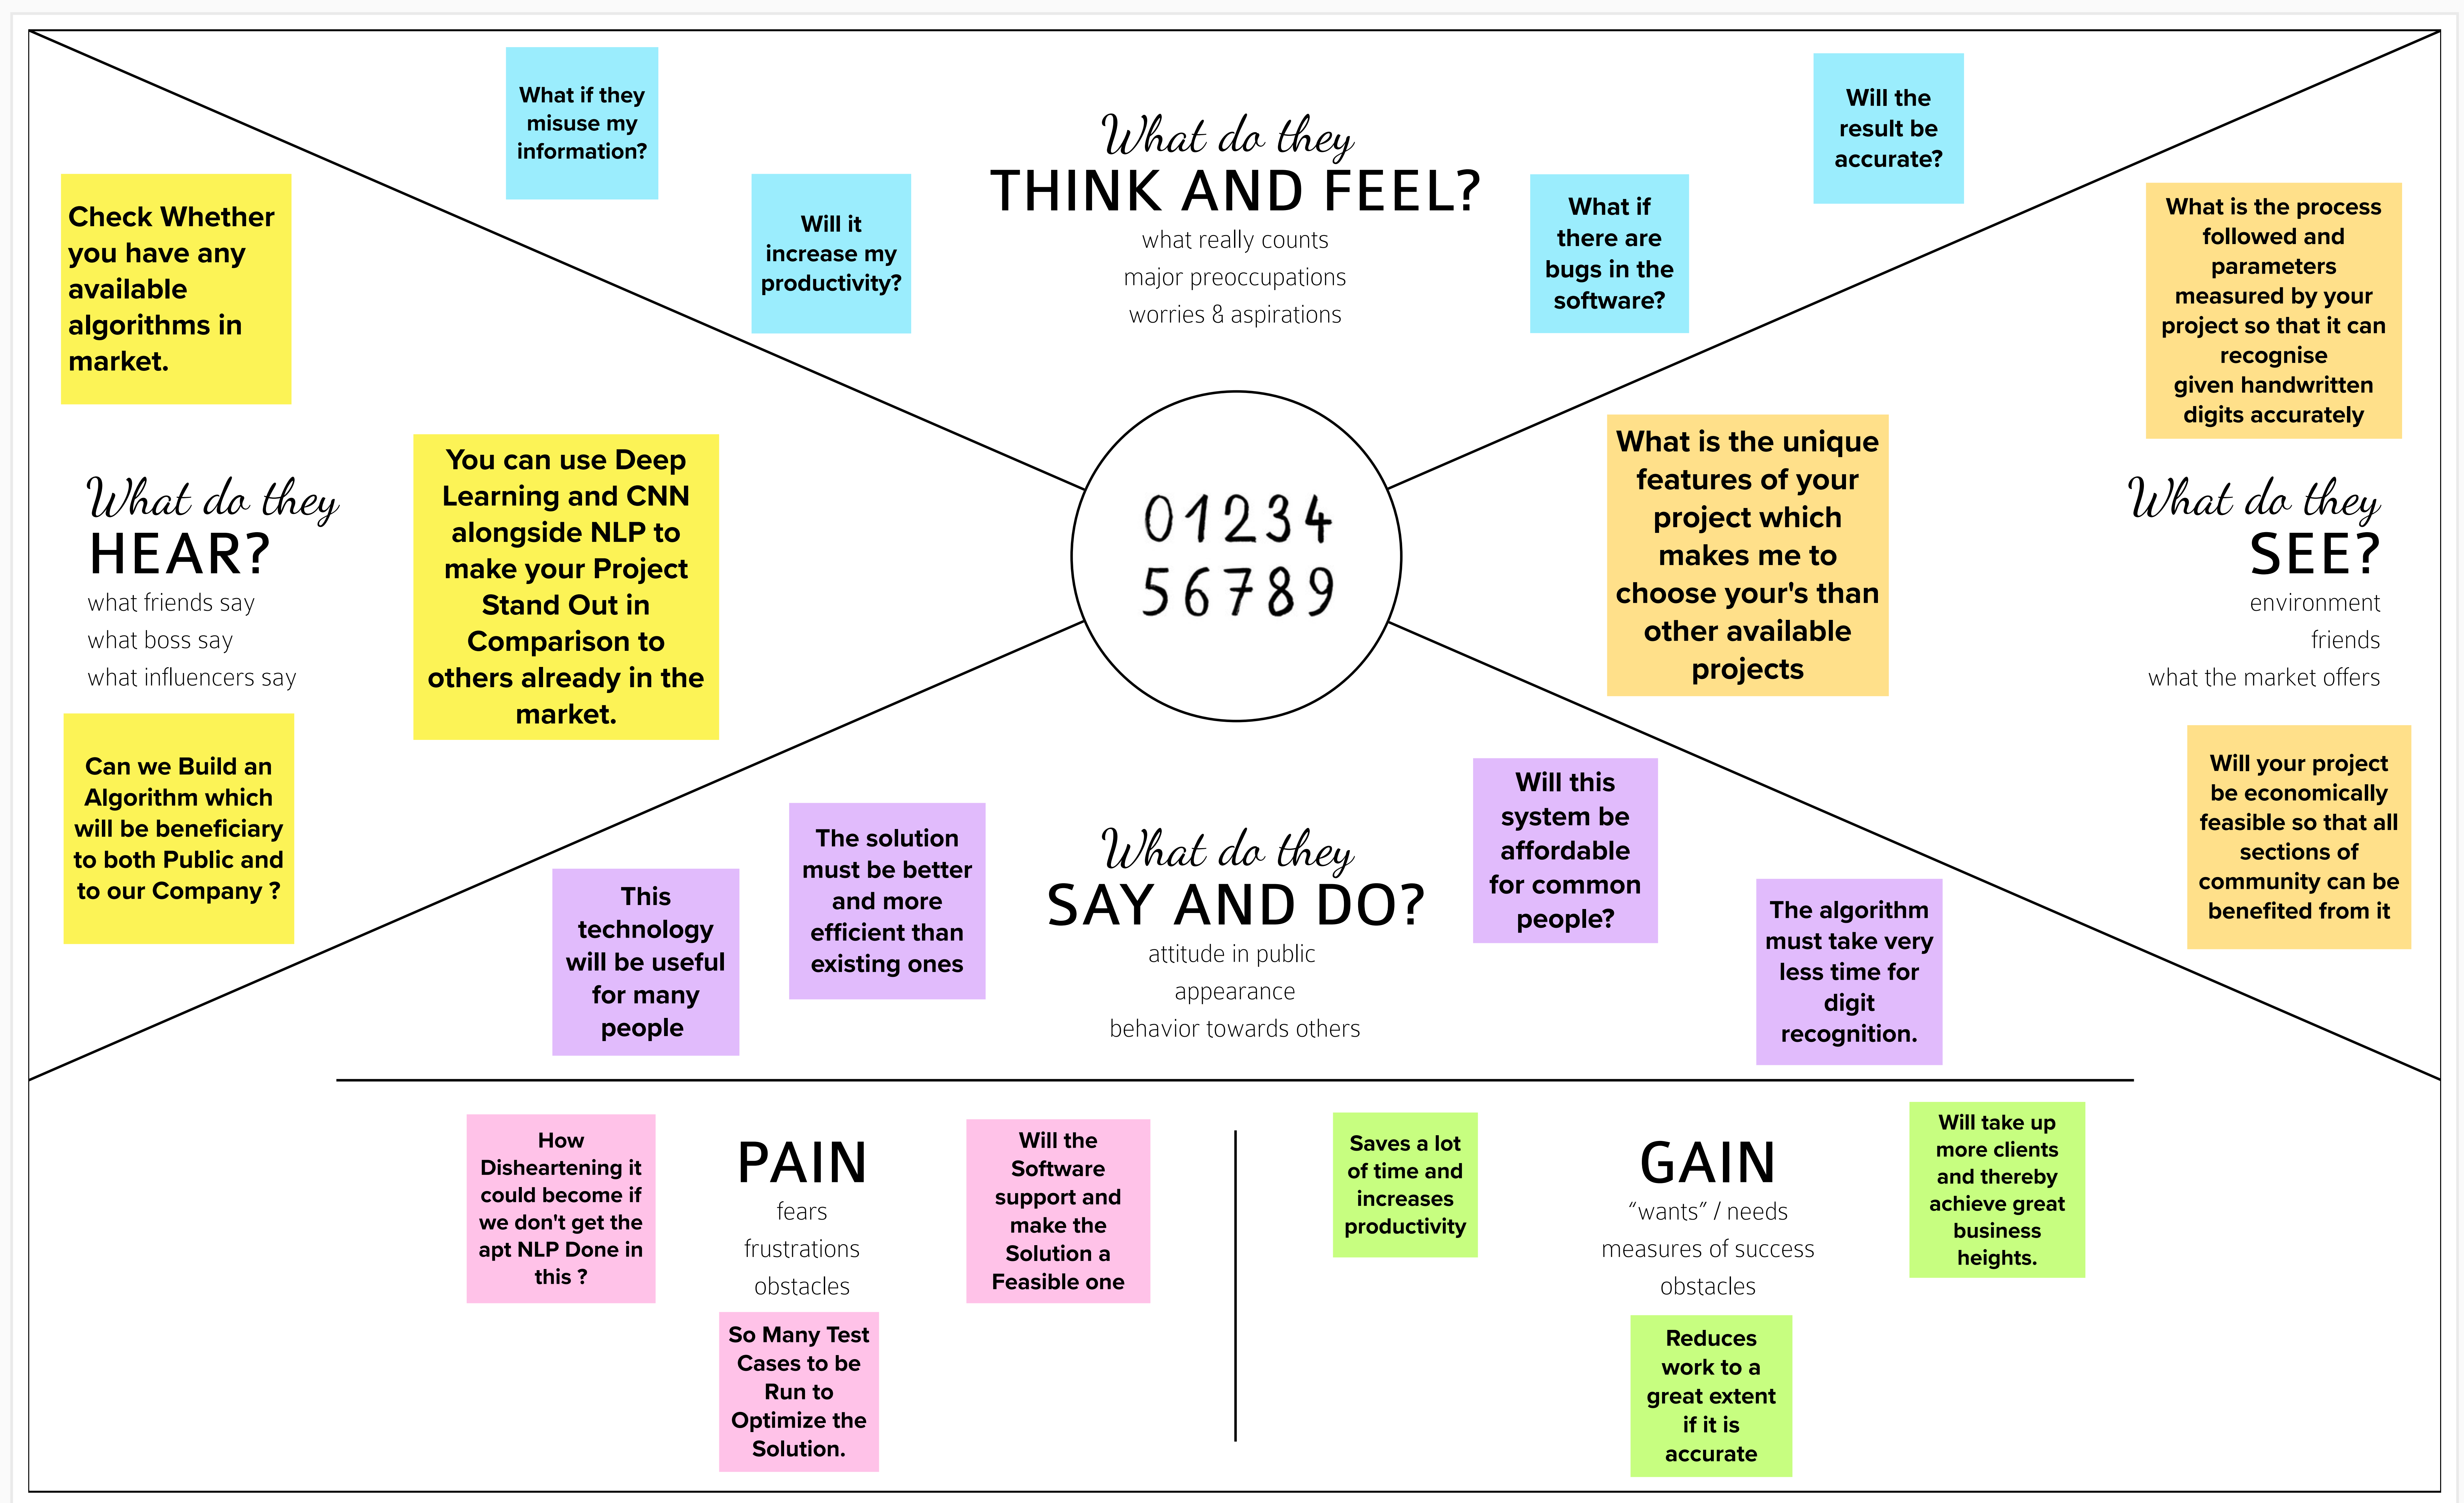 What if they
misuse my
information?
Will it
increase my
productivity?
What do they
THINK AND FEEL?
what really counts
major preoccupations
worries & aspirations
What if
there are
bugs in the
software?
Will the
result be
accurate?
Check Whether
you have any
available
algorithms in
market.
What do they
HEAR?
what friends say
what boss say
what influencers say
You can use Deep
Learning and CNN
alongside NLP to
make your Project
Stand Out in
Comparison to
others already in the
market.
Can we Build an
Algorithm which
will be beneficiary
to both Public and
to our Company ?
0 1 2 3 4
5 6 7 8 9
What is the unique
features of your
project which
makes me to
choose your's than
other available
projects
What is the process
followed and
parameters
measured by your
project so that it can
recognise
given handwritten
digits accurately
What do they
SEE?
environment
friends
what the market offers
Will your project
be economically
feasible so that all
sections of
community can be
benefited from it
This
technology
will be useful
for many
people
The solution
must be better
and more
efficient than
existing ones
What do they
SAY AND DO?
attitude in public
appearance
behavior towards others
Will this
system be
affordable
for common
people?
The algorithm
must take very
less time for
digit
recognition.
How
Disheartening it
could become if
we don't get the
apt NLP Done in
this ?
PAIN
fears
frustrations
obstacles
Will the
Software
support and
make the
Solution a
Feasible one
So Many Test
Cases to be
Run to
Optimize the
Solution.
Saves a lot
of time and
increases
productivity
GAIN
“wants” / needs
measures of success
obstacles
Will take up
more clients
and thereby
achieve great
business
heights.
Reduces
work to a
great extent
if it is
accurate